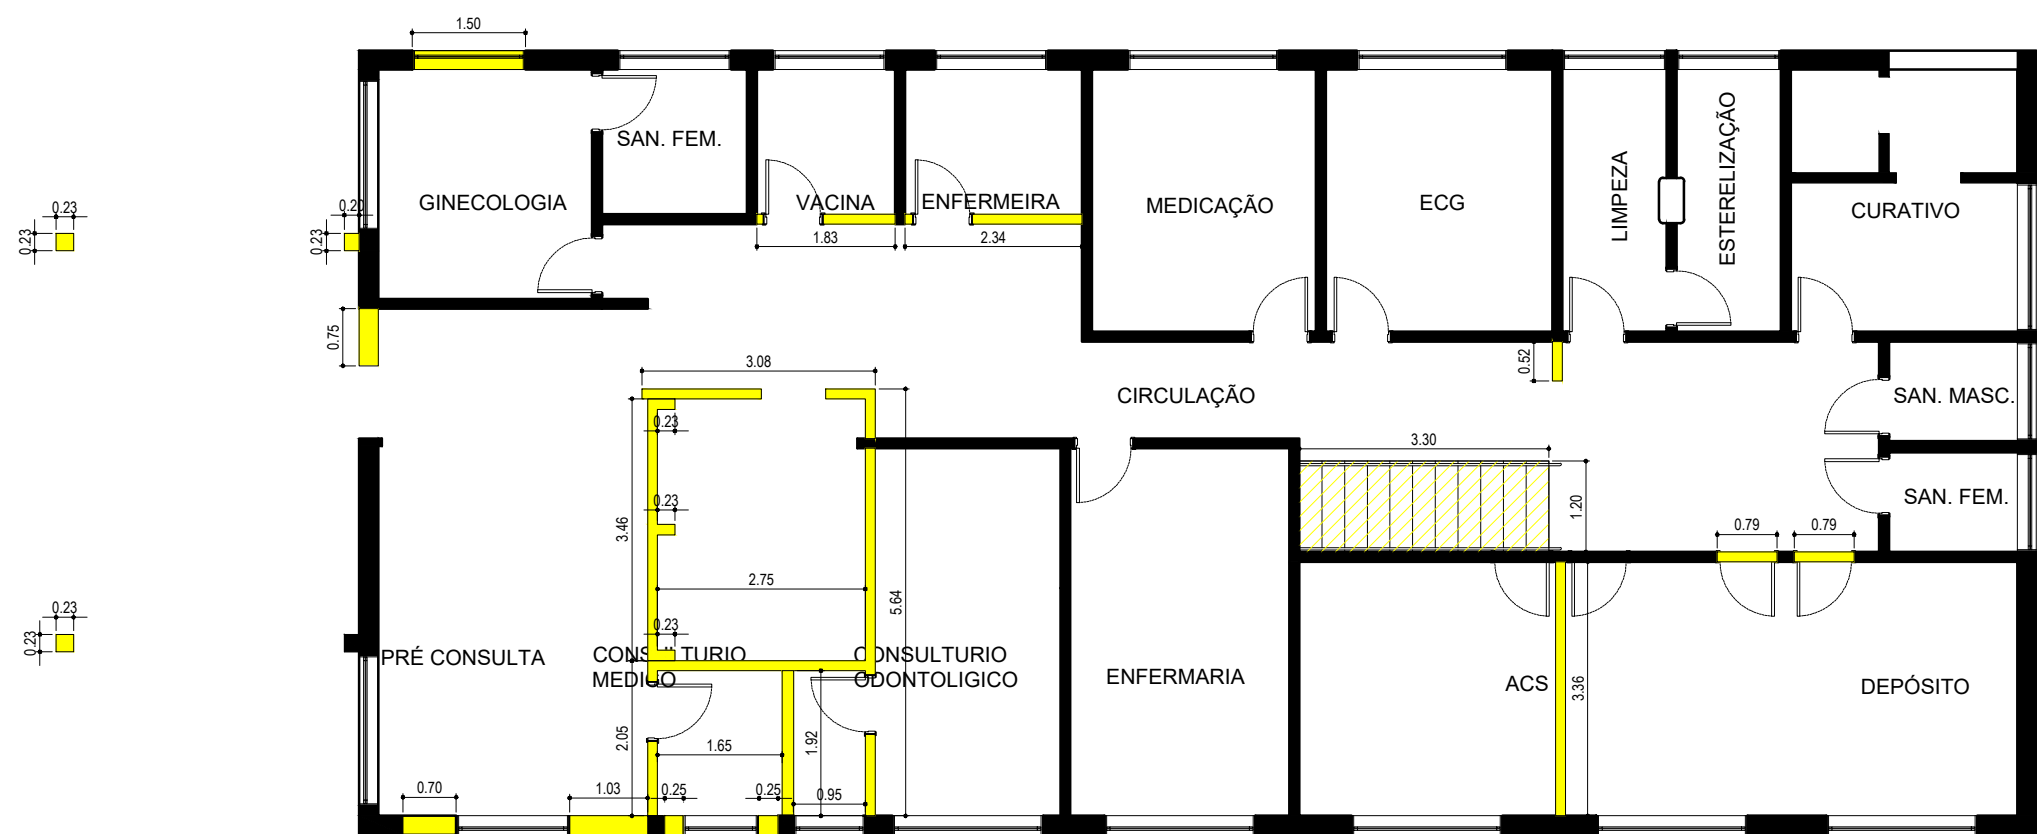 1.50
SAN. FEM.
GINECOLOGIA
VACINA
ENFERMEIRA
MEDICAÇÃO
ECG
LIMPEZA
ESTERELIZAÇÃO
CURATIVO
0.23
0.23
0.20
0.23
1.83
2.34
0.75
3.08
0.52
CIRCULAÇÃO
SAN. MASC.
0.23
3.30
0.23
3.46
1.20
SAN. FEM.
0.79
0.79
2.75
5.64
0.23
0.23
0.23
PRÉ CONSULTA
CONSULTURIO
MEDICO
CONSULTURIO
ODONTOLIGICO
ENFERMARIA
ACS
3.36
DEPÓSITO
2.05
1.65
1.92
0.70
1.03
0.25
0.25
0.95